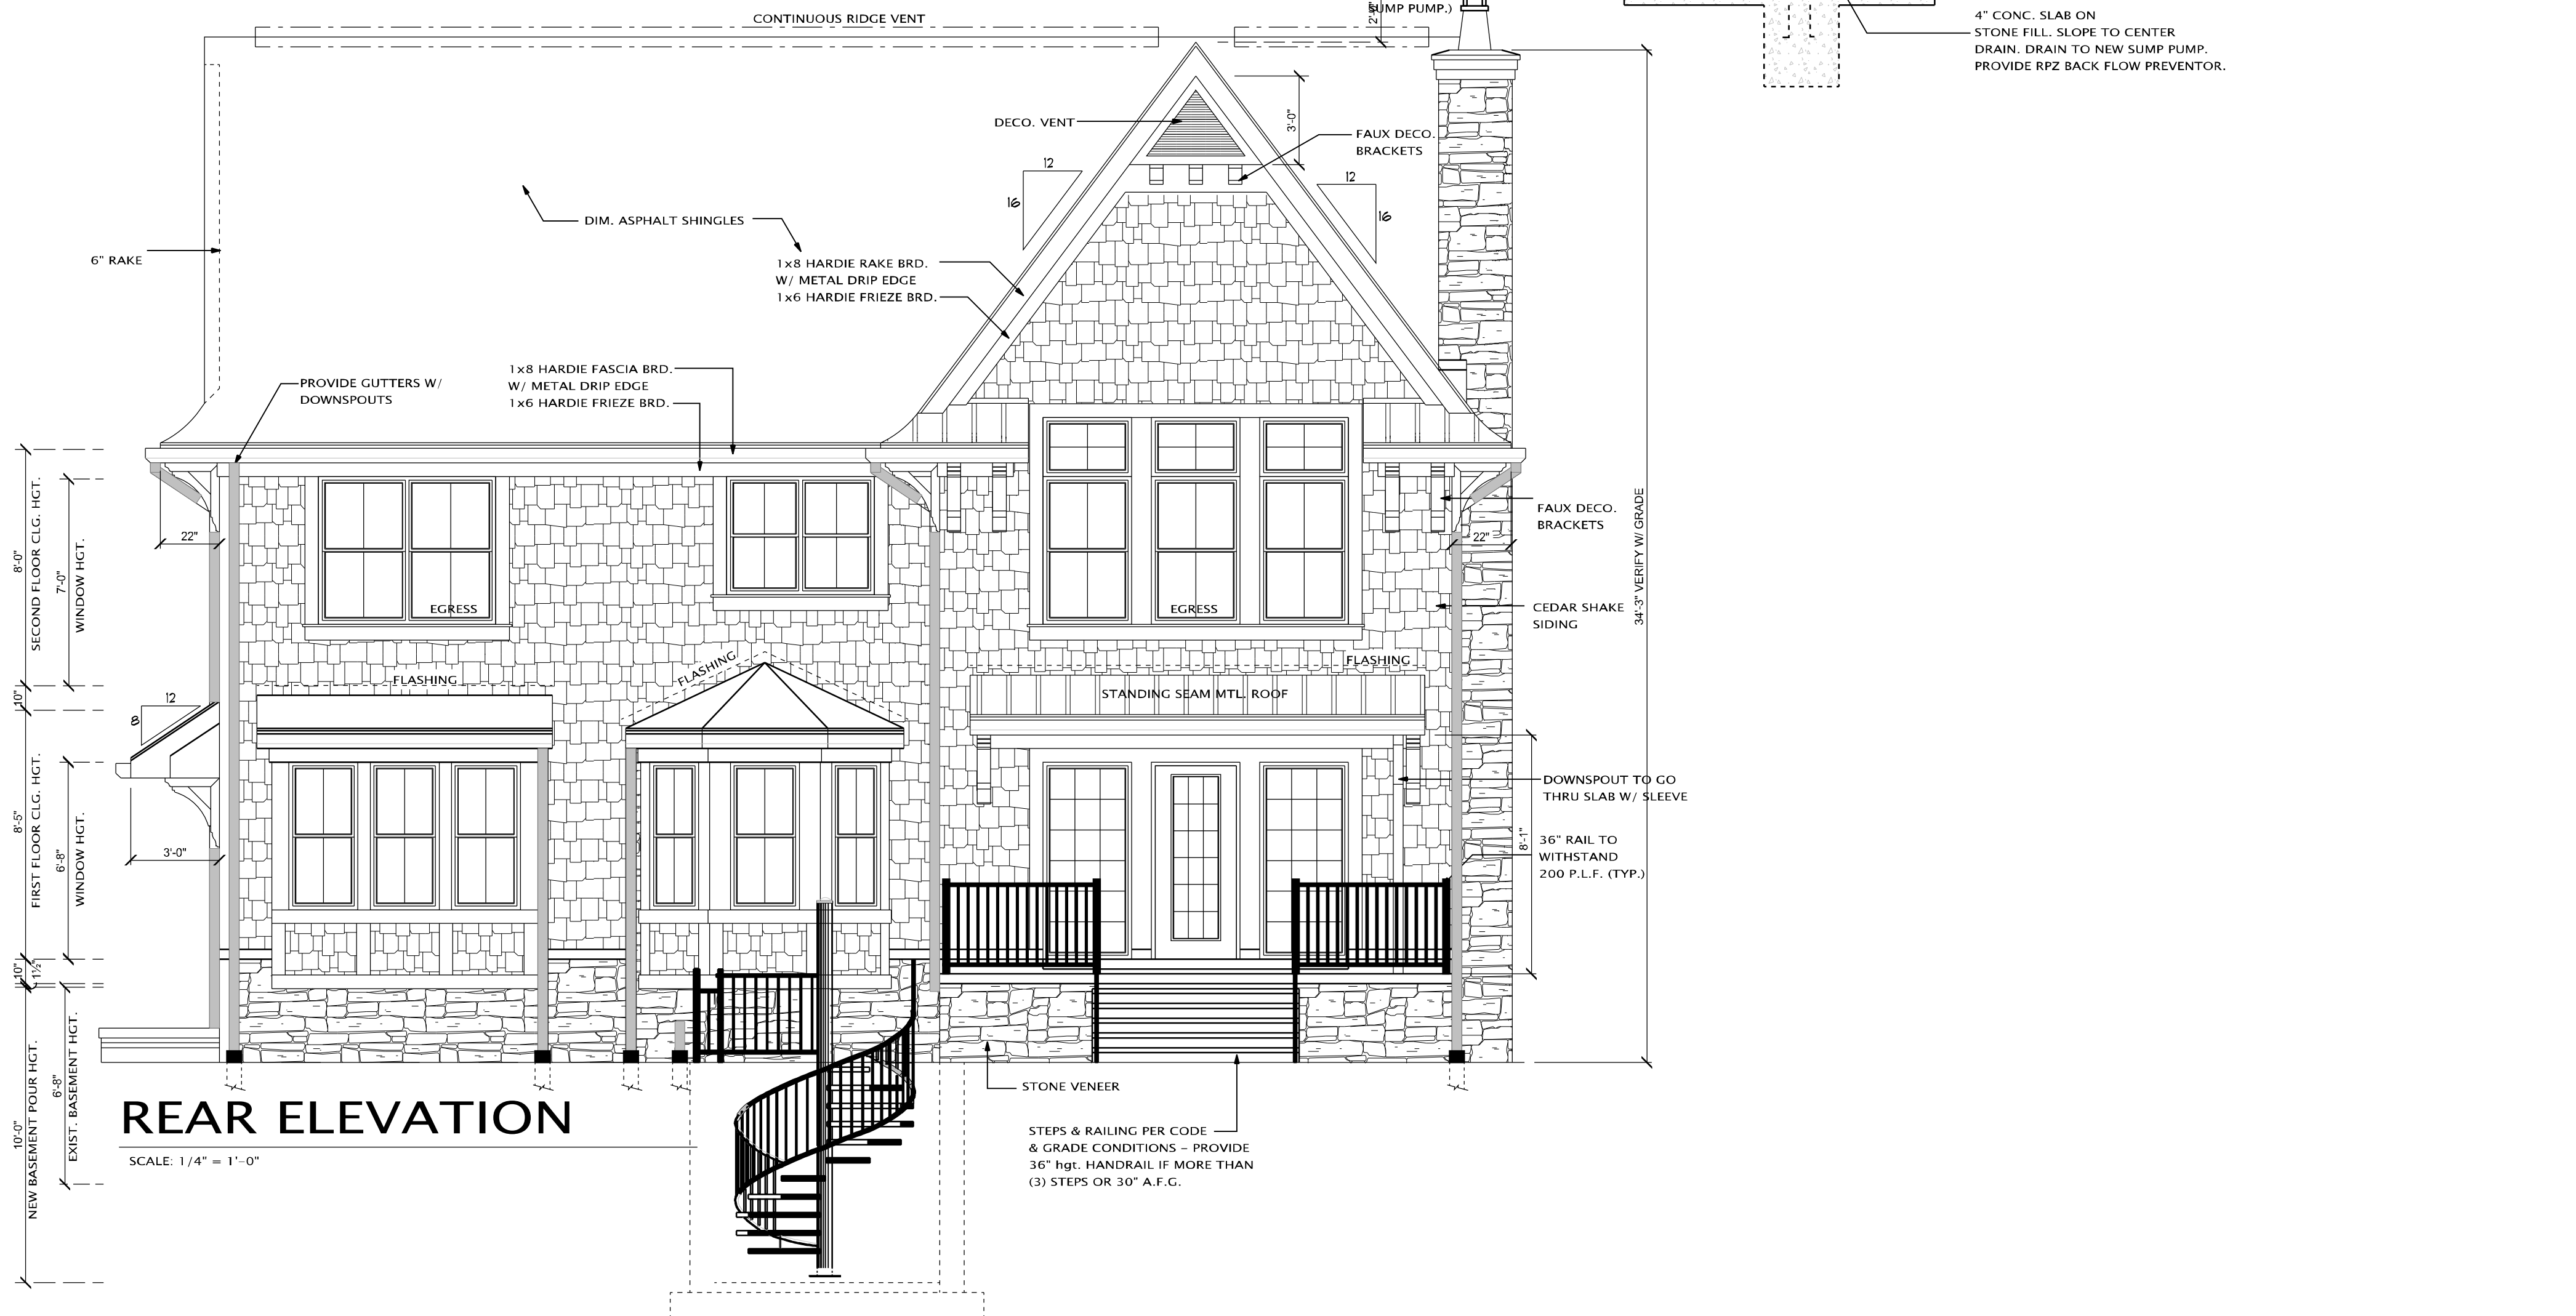 SUMP PUMP.)
CONTINUOUS RIDGE VENT
4" CONC. SLAB ON
STONE FILL. SLOPE TO CENTER
DRAIN. DRAIN TO NEW SUMP PUMP.
PROVIDE RPZ BACK FLOW PREVENTOR.
DECO. VENT
3'-0"
FAUX DECO.
BRACKETS
12
16
12
16
DIM. ASPHALT SHINGLES
6" RAKE
1x8 HARDIE RAKE BRD.
W/ METAL DRIP EDGE
1x6 HARDIE FRIEZE BRD.
1x8 HARDIE FASCIA BRD.
W/ METAL DRIP EDGE
1x6 HARDIE FRIEZE BRD.
PROVIDE GUTTERS W/
DOWNSPOUTS
8'-0"
SECOND FLOOR CLG. HGT.
7'-0"
WINDOW HGT.
22"
22"
FAUX DECO.
BRACKETS
34'-3" VERIFY W/ GRADE
EGRESS
EGRESS
CEDAR SHAKE
SIDING
FLASHING
FLASHING
FLASHING
STANDING SEAM MTL. ROOF
10"
12
8
8'-5"
FIRST FLOOR CLG. HGT.
6'-8"
WINDOW HGT.
3'-0"
DOWNSPOUT TO GO
THRU SLAB W/ SLEEVE
8'-1"
36" RAIL TO
WITHSTAND
200 P.L.F. (TYP.)
10"
1½"
10'-0"
NEW BASEMENT POUR HGT.
6'-8"
EXIST. BASEMENT HGT.
STONE VENEER
REAR ELEVATION
SCALE: 1/4" = 1'-0"
STEPS & RAILING PER CODE
& GRADE CONDITIONS - PROVIDE
36" hgt. HANDRAIL IF MORE THAN
(3) STEPS OR 30" A.F.G.